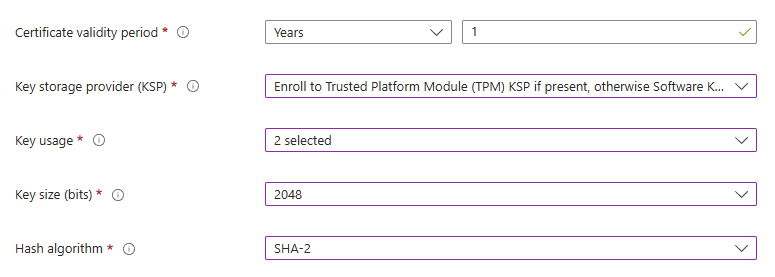 Certificate validity period * Years 1
Key storage provider (KSP) * Enroll to Trusted Platform Module (TPM) KSP if present, otherwise Software K...
Key usage * 2 selected
Key size (bits) * 2048
Hash algorithm * SHA-2